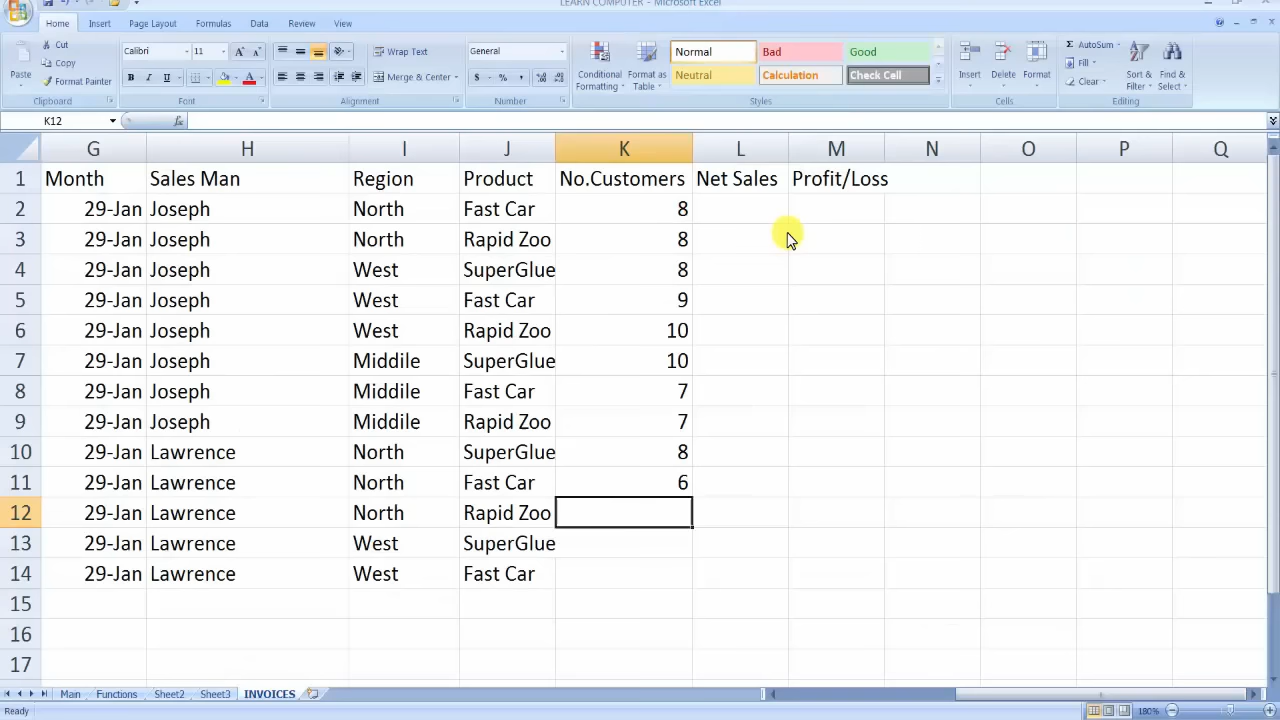 LEARN COMPUTER - Microsoft Excel
Home Insert Page Layout Formulas Data Review View
Paste
Cut
Copy
Format Painter
Clipboard
Calibri 11
B I U
Font
Wrap Text
Merge & Center
Alignment
General
$ % ,
Number
Conditional Formatting
Format as Table
Normal Bad Good
Neutral Calculation Check Cell
Styles
Insert Delete Format
Cells
AutoSum
Fill
Clear
Sort & Filter
Find & Select
Editing
K12 fx
G H I J K L M N O P Q
1 Month Sales Man Region Product No.Customers Net Sales Profit/Loss
2 29-Jan Joseph North Fast Car 8
3 29-Jan Joseph North Rapid Zoo 8
4 29-Jan Joseph West SuperGlue 8
5 29-Jan Joseph West Fast Car 9
6 29-Jan Joseph West Rapid Zoo 10
7 29-Jan Joseph Middile SuperGlue 10
8 29-Jan Joseph Middile Fast Car 7
9 29-Jan Joseph Middile Rapid Zoo 7
10 29-Jan Lawrence North SuperGlue 8
11 29-Jan Lawrence North Fast Car 6
12 29-Jan Lawrence North Rapid Zoo
13 29-Jan Lawrence West SuperGlue
14 29-Jan Lawrence West Fast Car
15
16
17
Main Functions Sheet2 Sheet3 INVOICES
Ready 180%